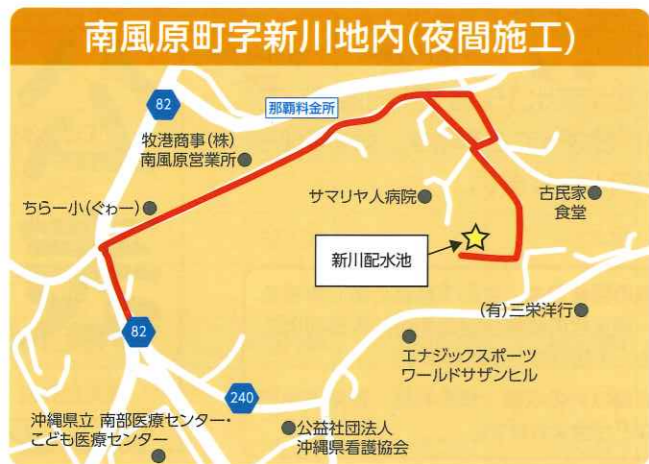 南風原町字新川地内(夜間施工)
82
那覇料金所
牧港商事(株)
南風原営業所
ちらー小(ぐゎー)
サマリヤ人病院
古民家
食堂
新川配水池
(有)三栄洋行
82
エナジックスポーツ
ワールドサザンヒル
240
沖縄県立 南部医療センター・
こども医療センター
公益社団法人
沖縄県看護協会